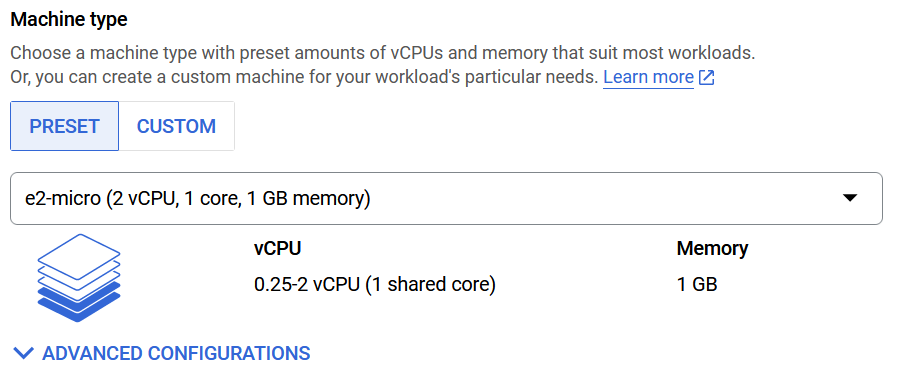 Machine type
Choose a machine type with preset amounts of vCPUs and memory that suit most workloads.
Or, you can create a custom machine for your workload's particular needs. Learn more
PRESET CUSTOM
e2-micro (2 vCPU, 1 core, 1 GB memory)
vCPU Memory
0.25-2 vCPU (1 shared core) 1 GB
ADVANCED CONFIGURATIONS